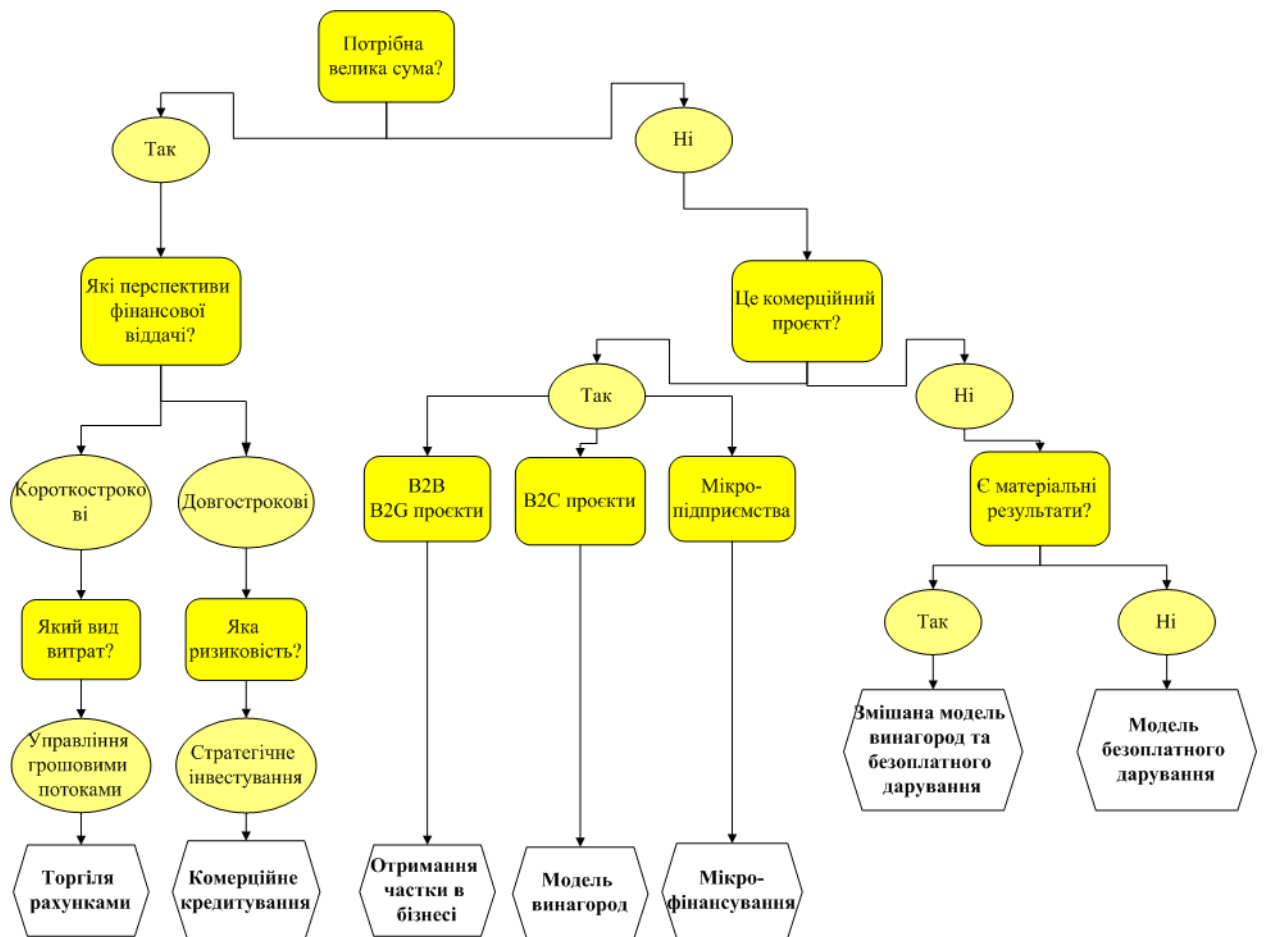 Потрібна
велика сума?
Так
Ні
Які перспективи
фінансової
віддачі?
Це комерційний
проєкт?
Так
Ні
Короткостроко
ві
Довгострокові
B2B
B2G проєкти
B2C проєкти
Мікро-
підприємства
Є матеріальні
результати?
Який вид
витрат?
Яка
ризиковість?
Так
Ні
Управління
грошовими
потоками
Стратегічне
інвестування
Змішана модель
винагород та
безоплатного
дарування
Модель
безоплатного
дарування
Торгіля
рахунками
Комерційне
кредитування
Отримання
частки в
бізнесі
Модель
винагород
Мікро-
фінансування